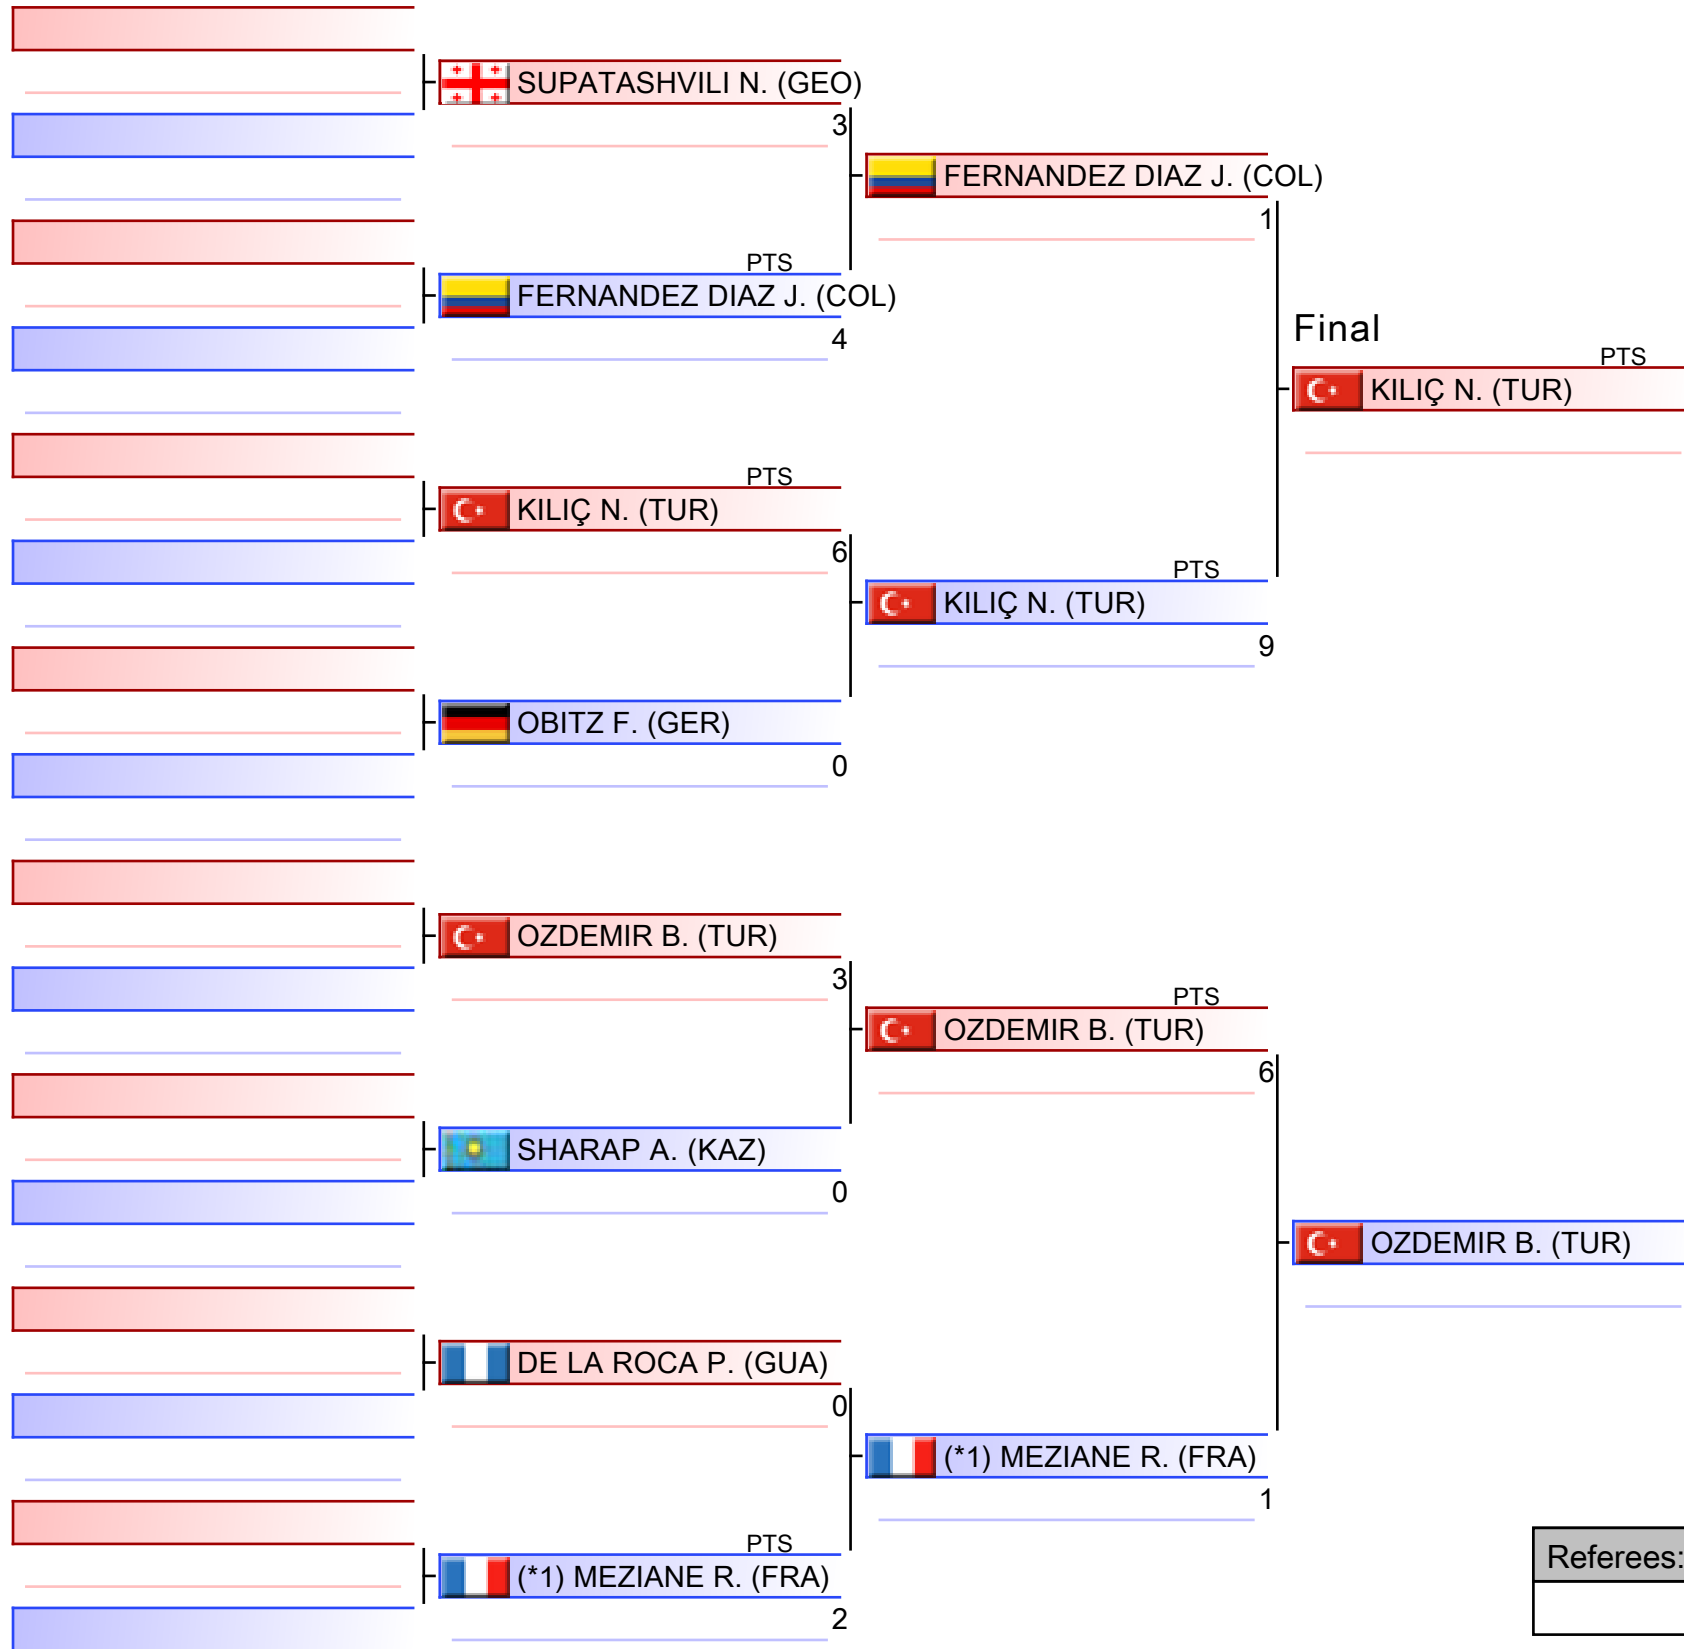 SUPATASHVILI N. (GEO)
3
FERNANDEZ DIAZ J. (COL)
1
PTS
FERNANDEZ DIAZ J. (COL)
4
Final
PTS
KILIÇ N. (TUR)
PTS
KILIÇ N. (TUR)
6
PTS
KILIÇ N. (TUR)
9
OBITZ F. (GER)
0
OZDEMIR B. (TUR)
3
PTS
OZDEMIR B. (TUR)
6
SHARAP A. (KAZ)
0
OZDEMIR B. (TUR)
DE LA ROCA P. (GUA)
0
(*1) MEZIANE R. (FRA)
1
PTS
(*1) MEZIANE R. (FRA)
2
Referees: